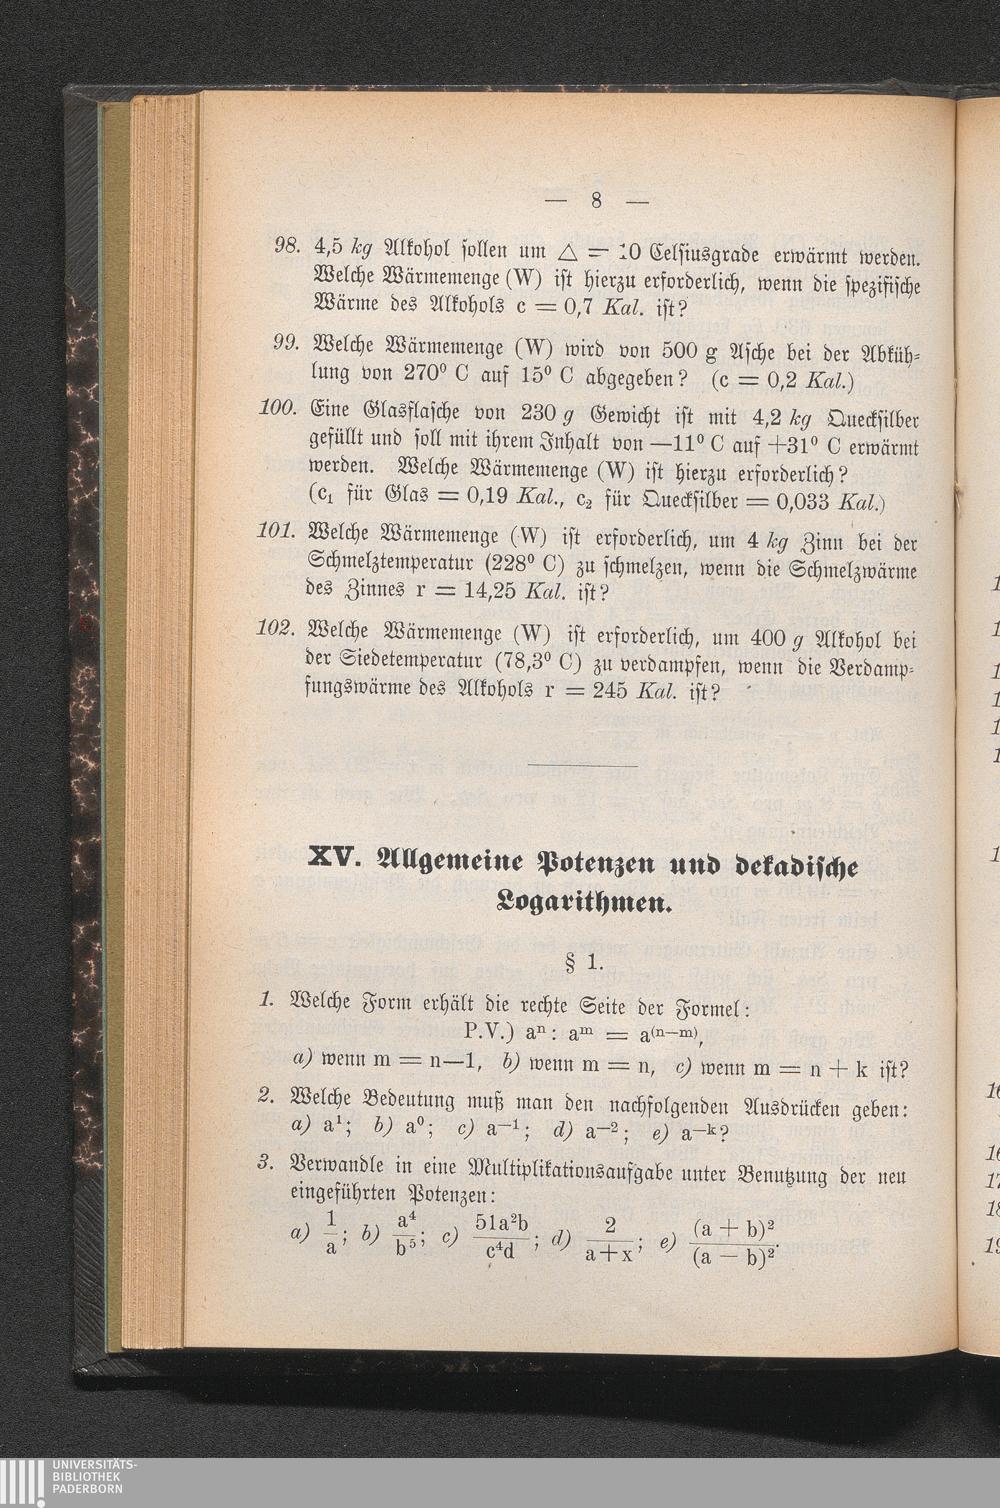 — 8 —
98. 4,5 kg Alkohol sollen um △ = 10 Celsiusgrade erwärmt werden.
Welche Wärmemenge (W) ist hierzu erforderlich, wenn die spezifische
Wärme des Alkohols c = 0,7 Kal. ist?
99. Welche Wärmemenge (W) wird von 500 g Asche bei der Abküh-
lung von 270⁰ C auf 15⁰ C abgegeben? (c = 0,2 Kal.)
100. Eine Glasflasche von 230 g Gewicht ist mit 4,2 kg Quecksilber
gefüllt und soll mit ihrem Inhalt von —11⁰ C auf +31⁰ C erwärmt
werden. Welche Wärmemenge (W) ist hierzu erforderlich?
(c₁ für Glas = 0,19 Kal., c₂ für Quecksilber = 0,033 Kal.)
101. Welche Wärmemenge (W) ist erforderlich, um 4 kg Zinn bei der
Schmelztemperatur (228⁰ C) zu schmelzen, wenn die Schmelzwärme
des Zinnes r = 14,25 Kal. ist?
102. Welche Wärmemenge (W) ist erforderlich, um 400 g Alkohol bei
der Siedetemperatur (78,3⁰ C) zu verdampfen, wenn die Verdamp-
fungswärme des Alkohols r = 245 Kal. ist?
XV. Allgemeine Potenzen und dekadische
Logarithmen.
§ 1.
1. Welche Form erhält die rechte Seite der Formel:
P.V.) aⁿ : aᵐ = a⁽ⁿ⁻ᵐ⁾,
a) wenn m = n—1, b) wenn m = n, c) wenn m = n + k ist?
2. Welche Bedeutung muß man den nachfolgenden Ausdrücken geben:
a) a¹; b) a⁰; c) a⁻¹; d) a⁻²; e) a⁻ᵏ?
3. Verwandle in eine Multiplikationsaufgabe unter Benutzung der neu
eingeführten Potenzen:
a) 1/a; b) a⁴/b⁵; c) 51a²b/c⁴d; d) 2/a+x; e) (a + b)²/(a — b)².
UNIVERSITÄTS-
BIBLIOTHEK
PADERBORN